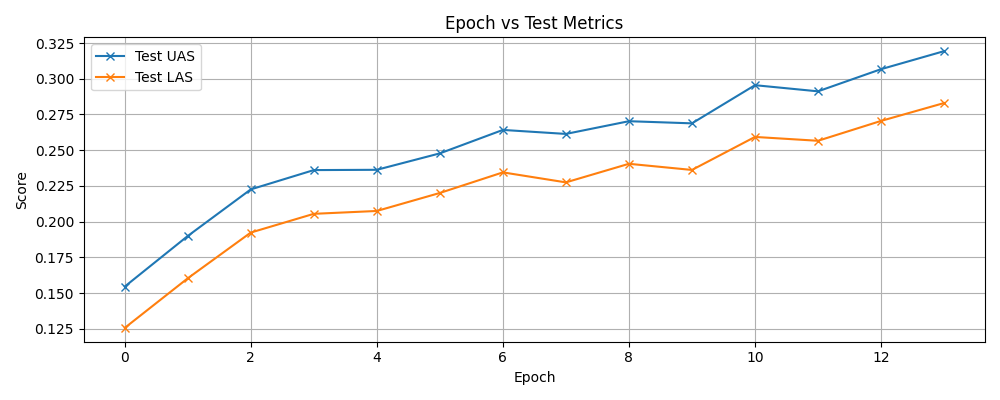 Epoch vs Test Metrics
Test UAS
Test LAS
Score
0.325
0.300
0.275
0.250
0.225
0.200
0.175
0.150
0.125
0 2 4 6 8 10 12
Epoch